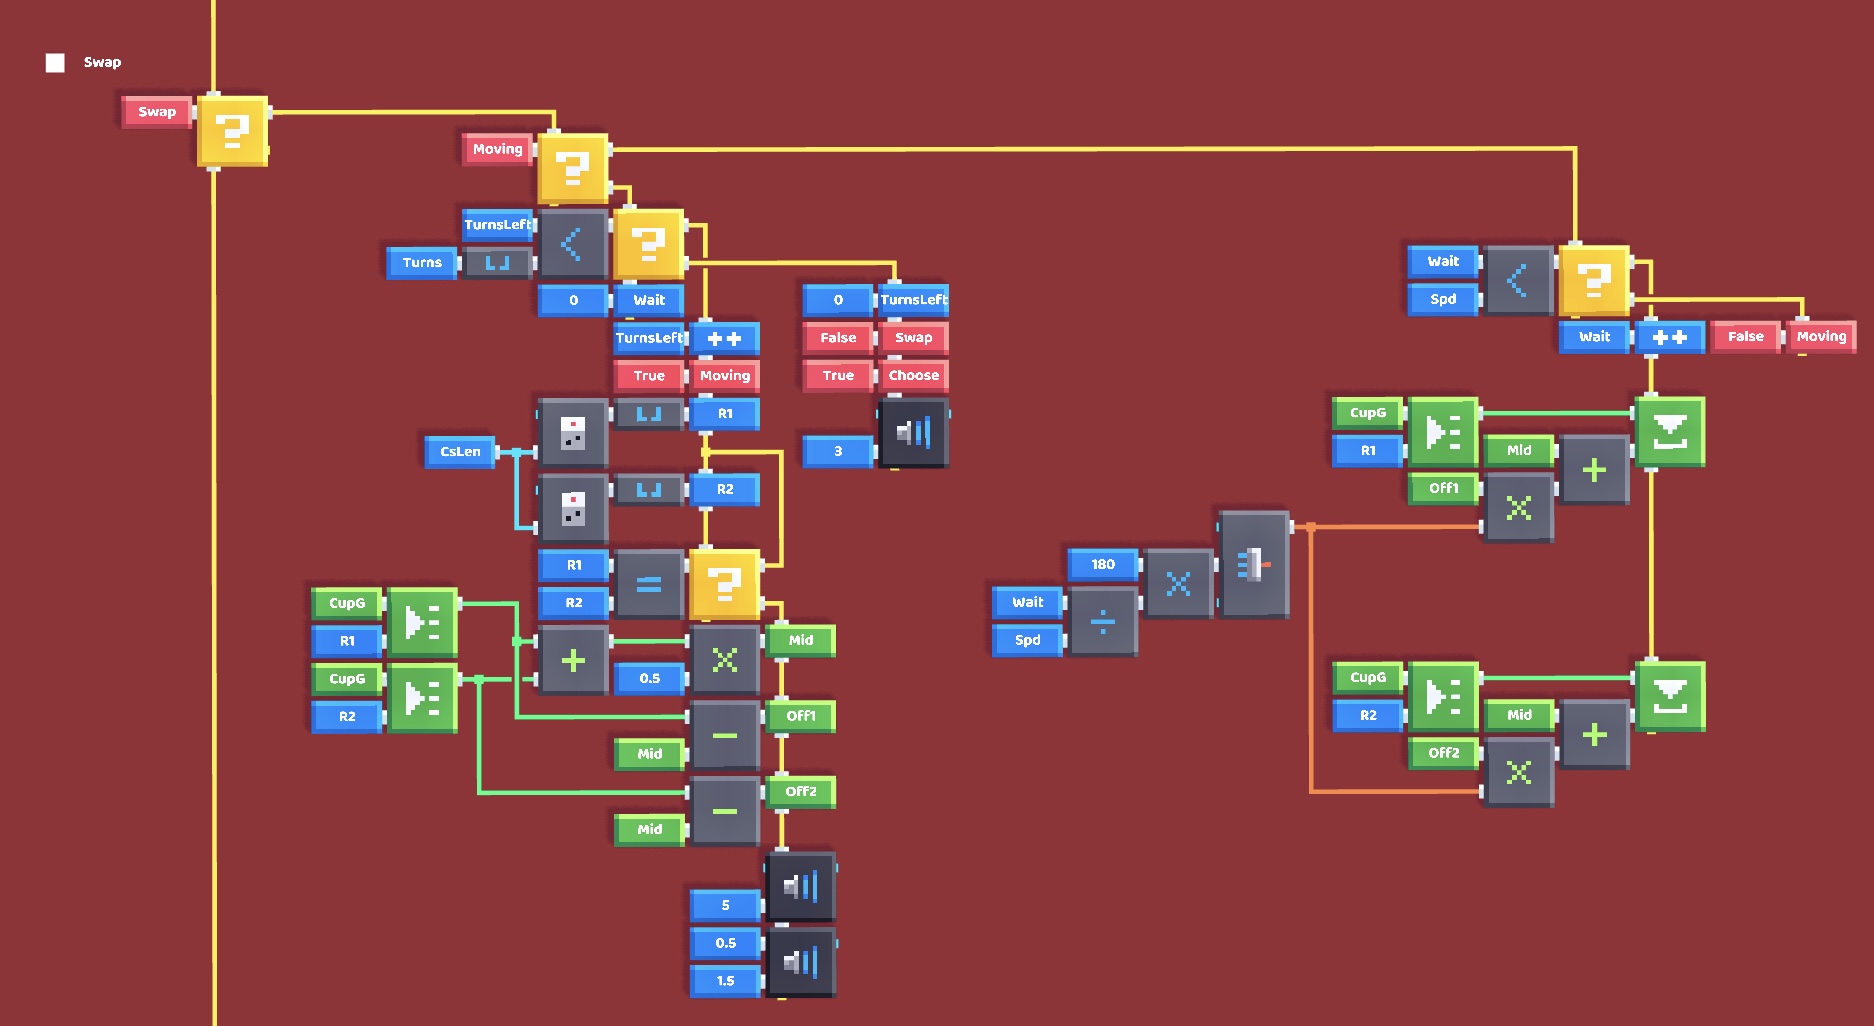 Swap
Swap
Moving
TurnsLeft
Turns
0 Wait
0 TurnsLeft
TurnsLeft ++
False Swap
True Moving
True Choose
R1
CsLen
3
R2
R1
R2
CupG
R1
Mid
CupG
0.5
R2
Off1
Mid
Off2
Mid
5
0.5
1.5
Wait
Spd
Wait ++ False Moving
CupG
R1
Mid
Off1
180
Wait
Spd
CupG
R2
Mid
Off2